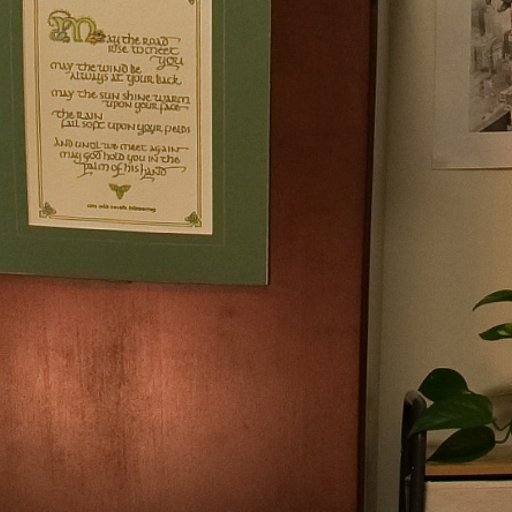 May the road
rise to meet
you
may the wind be
always at your back
may the sun shine warm
upon your face
the rain
fall soft upon your fields
and until we meet again
may god hold you in the
palm of his hand